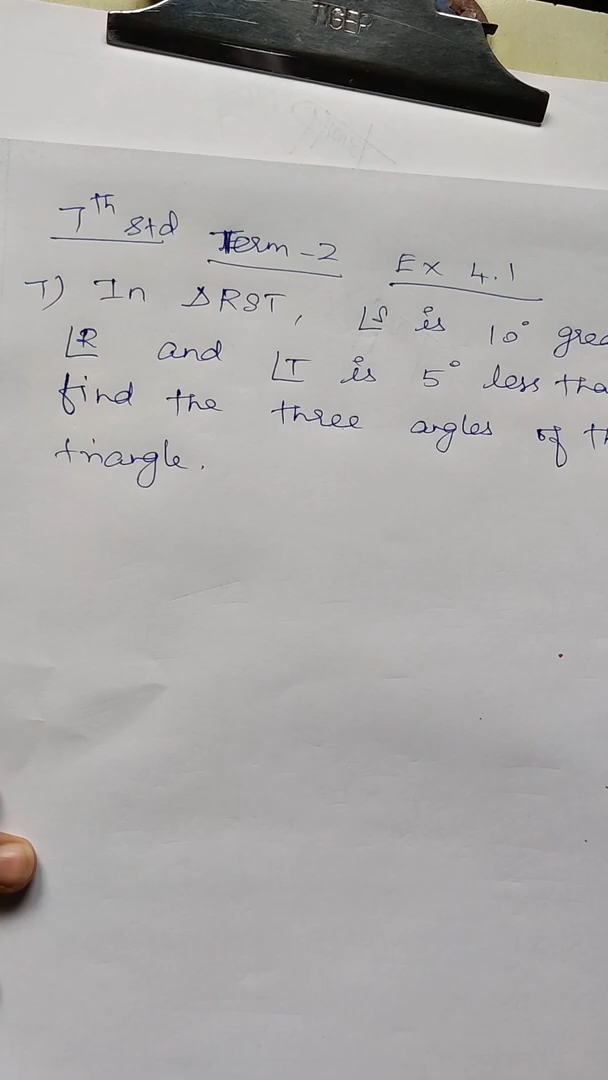 TIGER
7th std Term-2 Ex 4.1
7) In ΔRST, ∠S is 10° grea
∠R and ∠T is 5° less tha
find the three angles of th
triangle.